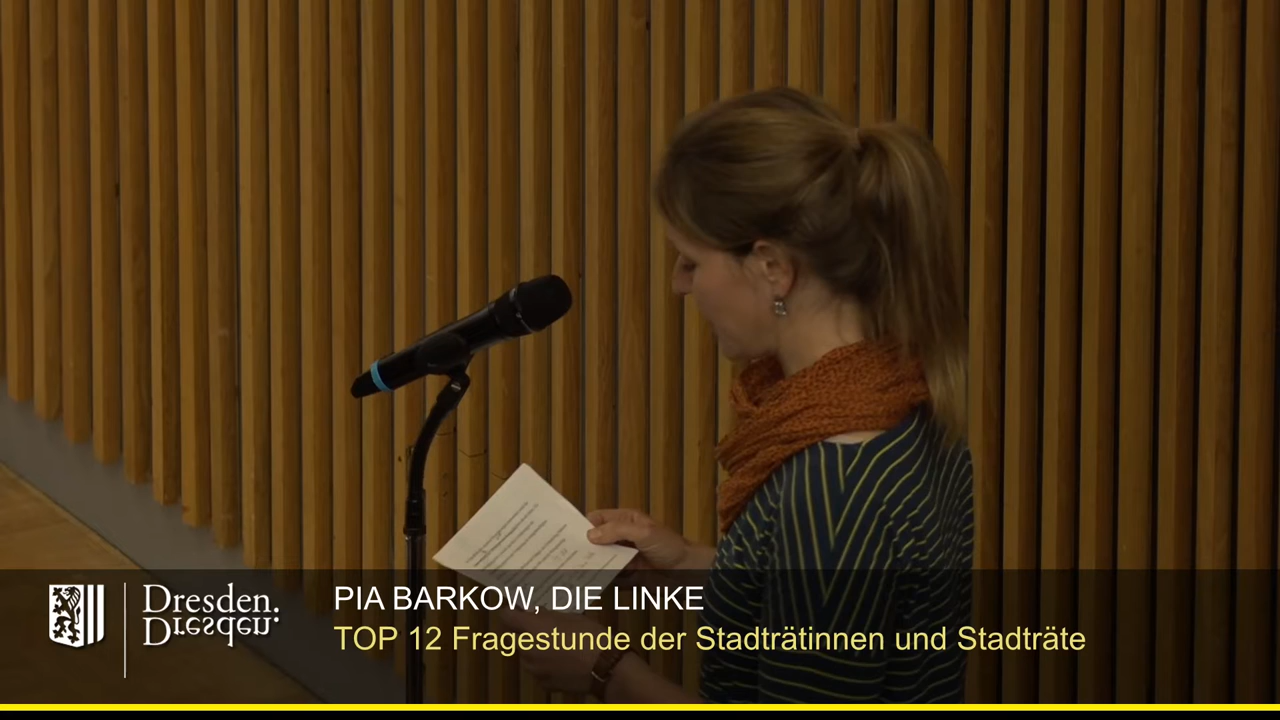 Dresden.
Dresden.
PIA BARKOW, DIE LINKE
TOP 12 Fragestunde der Stadträtinnen und Stadträte